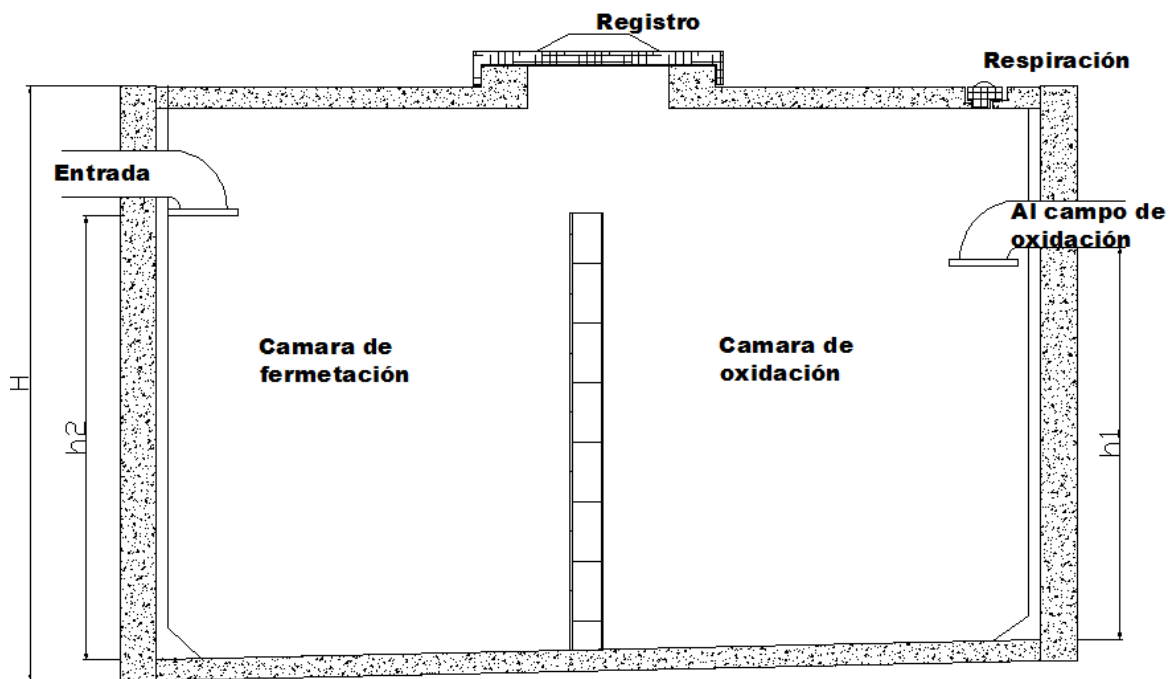 Registro
Respiración
Entrada
Al campo de
oxidación
Camara de
fermetación
Camara de
oxidación
H
h2
h1